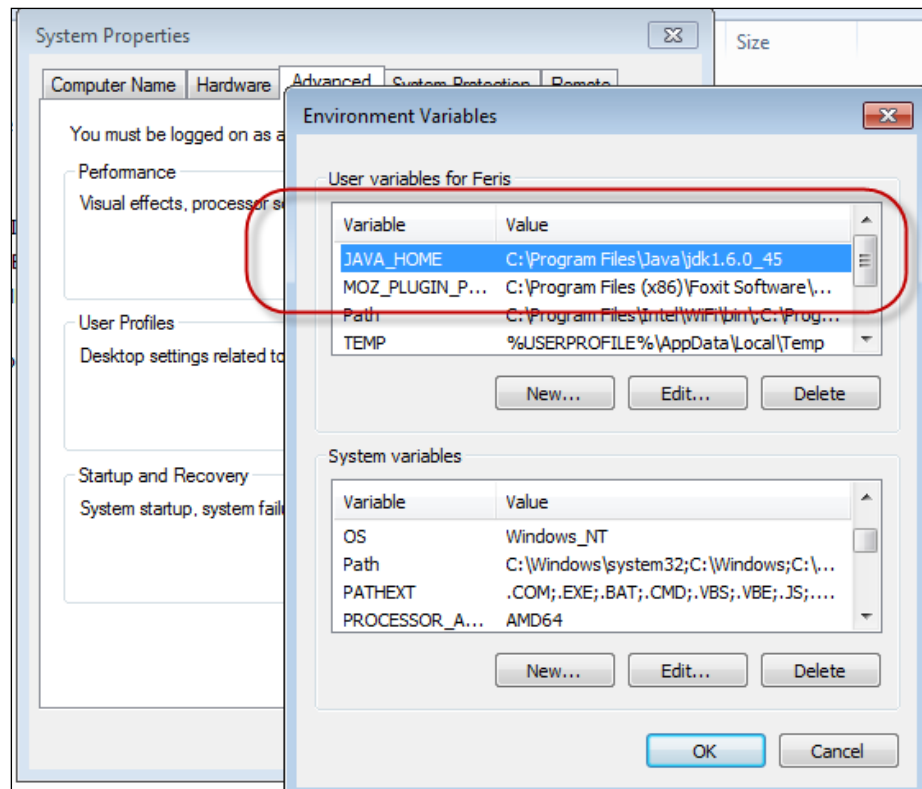 System Properties
Size
Computer Name Hardware Advanced System Protection Remote
You must be logged on as a
Performance
Visual effects, processor s
User Profiles
Desktop settings related to
Startup and Recovery
System startup, system failu
Environment Variables
User variables for Feris
Variable Value
JAVA_HOME C:\Program Files\Java\jdk1.6.0_45
MOZ_PLUGIN_P... C:\Program Files (x86)\Foxit Software\...
Path C:\Program Files\Intel\WiFi\bin\;C:\Prog...
TEMP %USERPROFILE%\AppData\Local\Temp
New... Edit... Delete
System variables
Variable Value
OS Windows_NT
Path C:\Windows\system32;C:\Windows;C:\...
PATHEXT .COM;.EXE;.BAT;.CMD;.VBS;.VBE;.JS;....
PROCESSOR_A... AMD64
New... Edit... Delete
OK Cancel